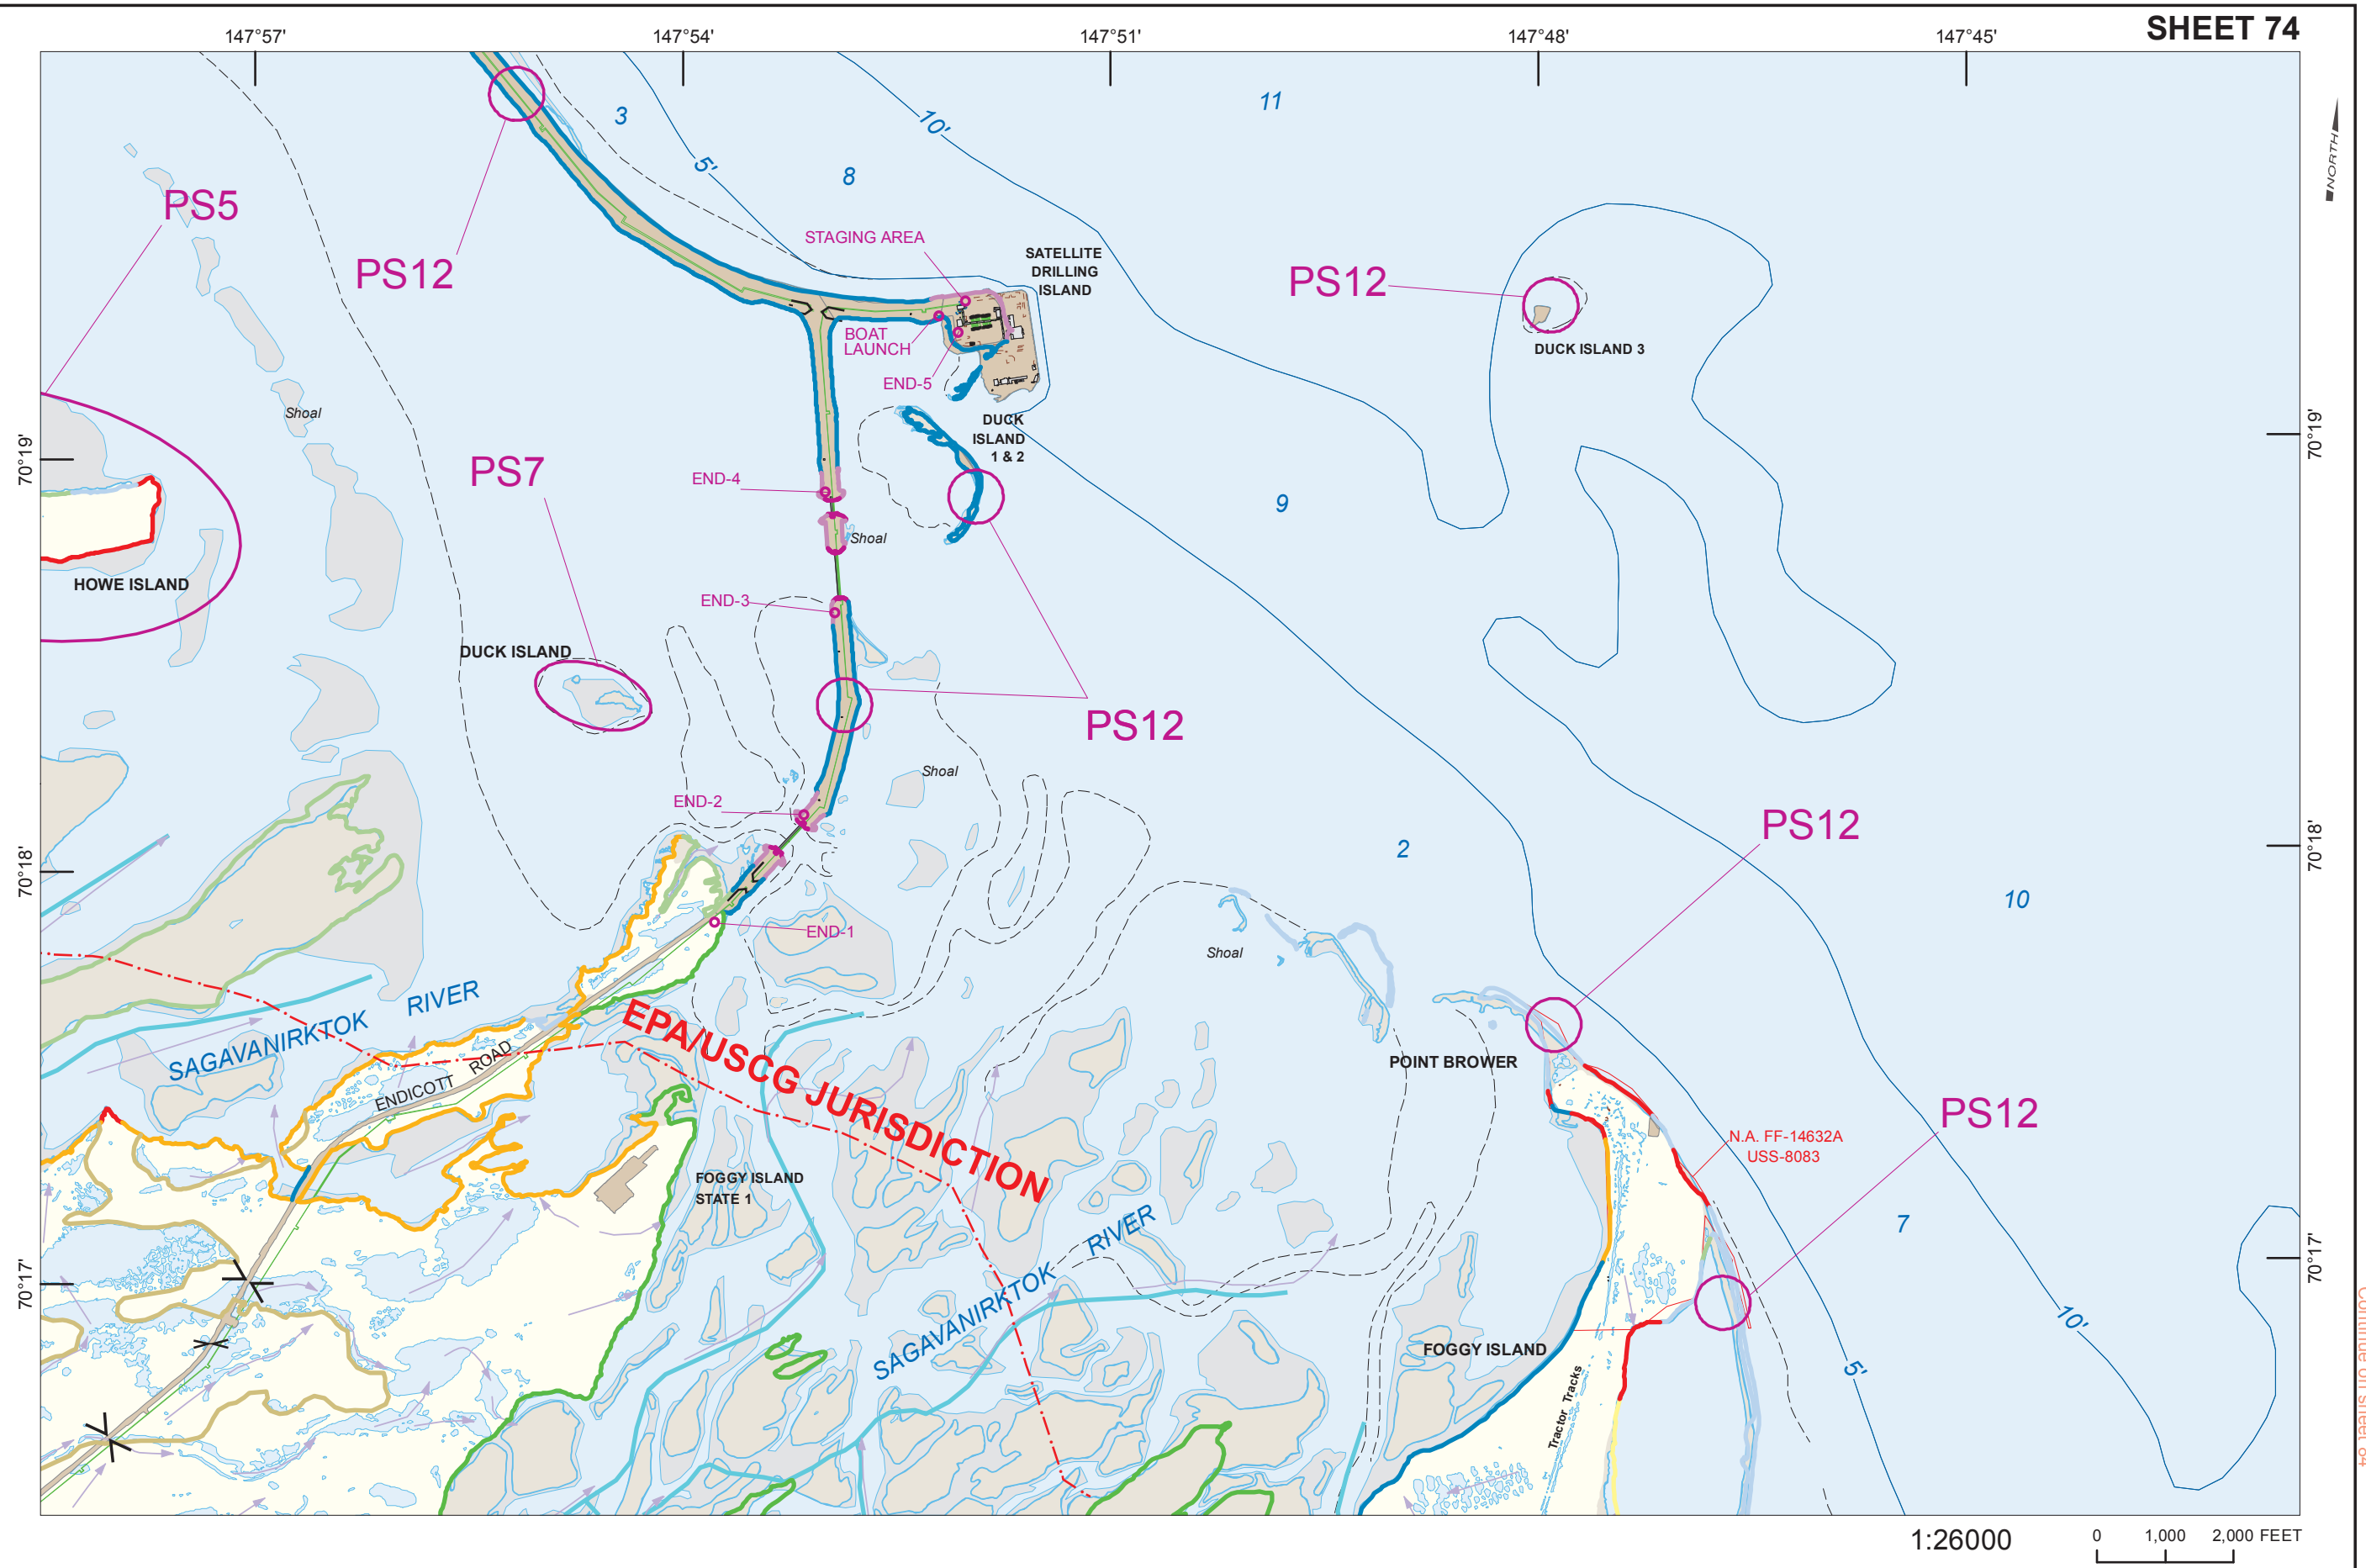 SHEET 74
147°57'
147°54'
147°51'
147°48'
147°45'
NORTH
11
3
10'
5'
8
PS5
PS12
STAGING AREA
SATELLITE
DRILLING
ISLAND
PS12
BOAT
LAUNCH
DUCK ISLAND 3
END-5
Shoal
DUCK
ISLAND
1 & 2
70°19'
70°19'
PS7
END-4
9
Shoal
HOWE ISLAND
END-3
DUCK ISLAND
PS12
Shoal
END-2
PS12
2
70°18'
70°18'
10
END-1
Shoal
SAGAVANIRKTOK RIVER
ENDICOTT ROAD
EPA/USCG JURISDICTION
POINT BROWER
PS12
N.A. FF-14632A
USS-8083
FOGGY ISLAND
STATE 1
7
SAGAVANIRKTOK RIVER
70°17'
70°17'
10'
FOGGY ISLAND
5'
Tractor Tracks
Continue on sheet 84
1:26000
0 1,000 2,000 FEET